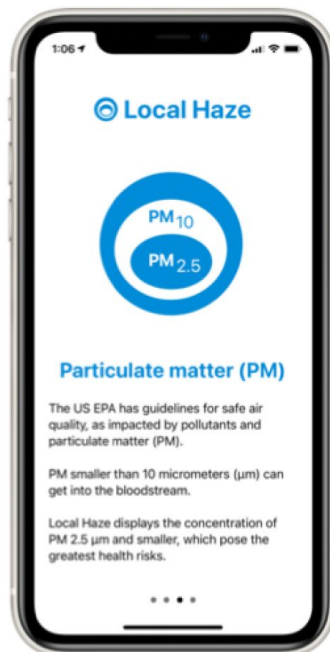 1:06
Local Haze
PM10
PM2.5
Particulate matter (PM)
The US EPA has guidelines for safe air
quality, as impacted by pollutants and
particulate matter (PM).
PM smaller than 10 micrometers (µm) can
get into the bloodstream.
Local Haze displays the concentration of
PM 2.5 µm and smaller, which pose the
greatest health risks.